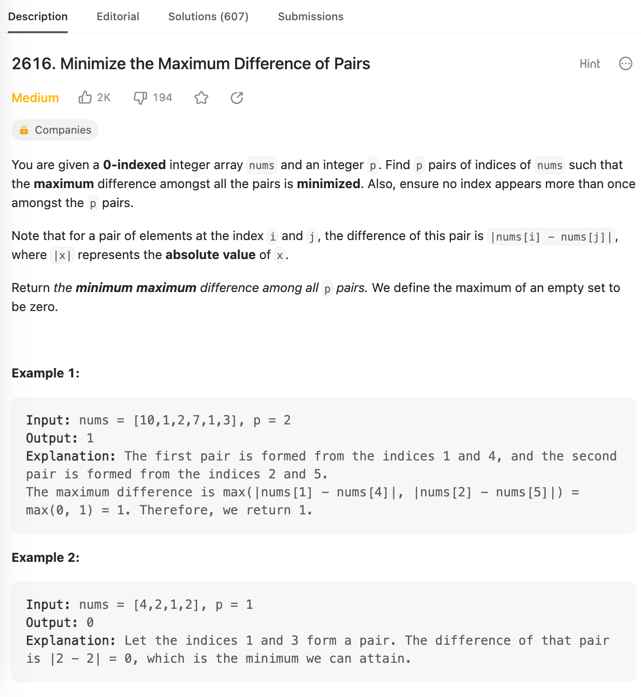 Description Editorial Solutions (607) Submissions
2616. Minimize the Maximum Difference of Pairs Hint
Medium 2K 194
Companies
You are given a 0-indexed integer array nums and an integer p. Find p pairs of indices of nums such that
the maximum difference amongst all the pairs is minimized. Also, ensure no index appears more than once
amongst the p pairs.
Note that for a pair of elements at the index i and j, the difference of this pair is |nums[i] - nums[j]|,
where |x| represents the absolute value of x.
Return the minimum maximum difference among all p pairs. We define the maximum of an empty set to
be zero.
Example 1:
Input: nums = [10,1,2,7,1,3], p = 2
Output: 1
Explanation: The first pair is formed from the indices 1 and 4, and the second
pair is formed from the indices 2 and 5.
The maximum difference is max(|nums[1] - nums[4]|, |nums[2] - nums[5]|) =
max(0, 1) = 1. Therefore, we return 1.
Example 2:
Input: nums = [4,2,1,2], p = 1
Output: 0
Explanation: Let the indices 1 and 3 form a pair. The difference of that pair
is |2 - 2| = 0, which is the minimum we can attain.